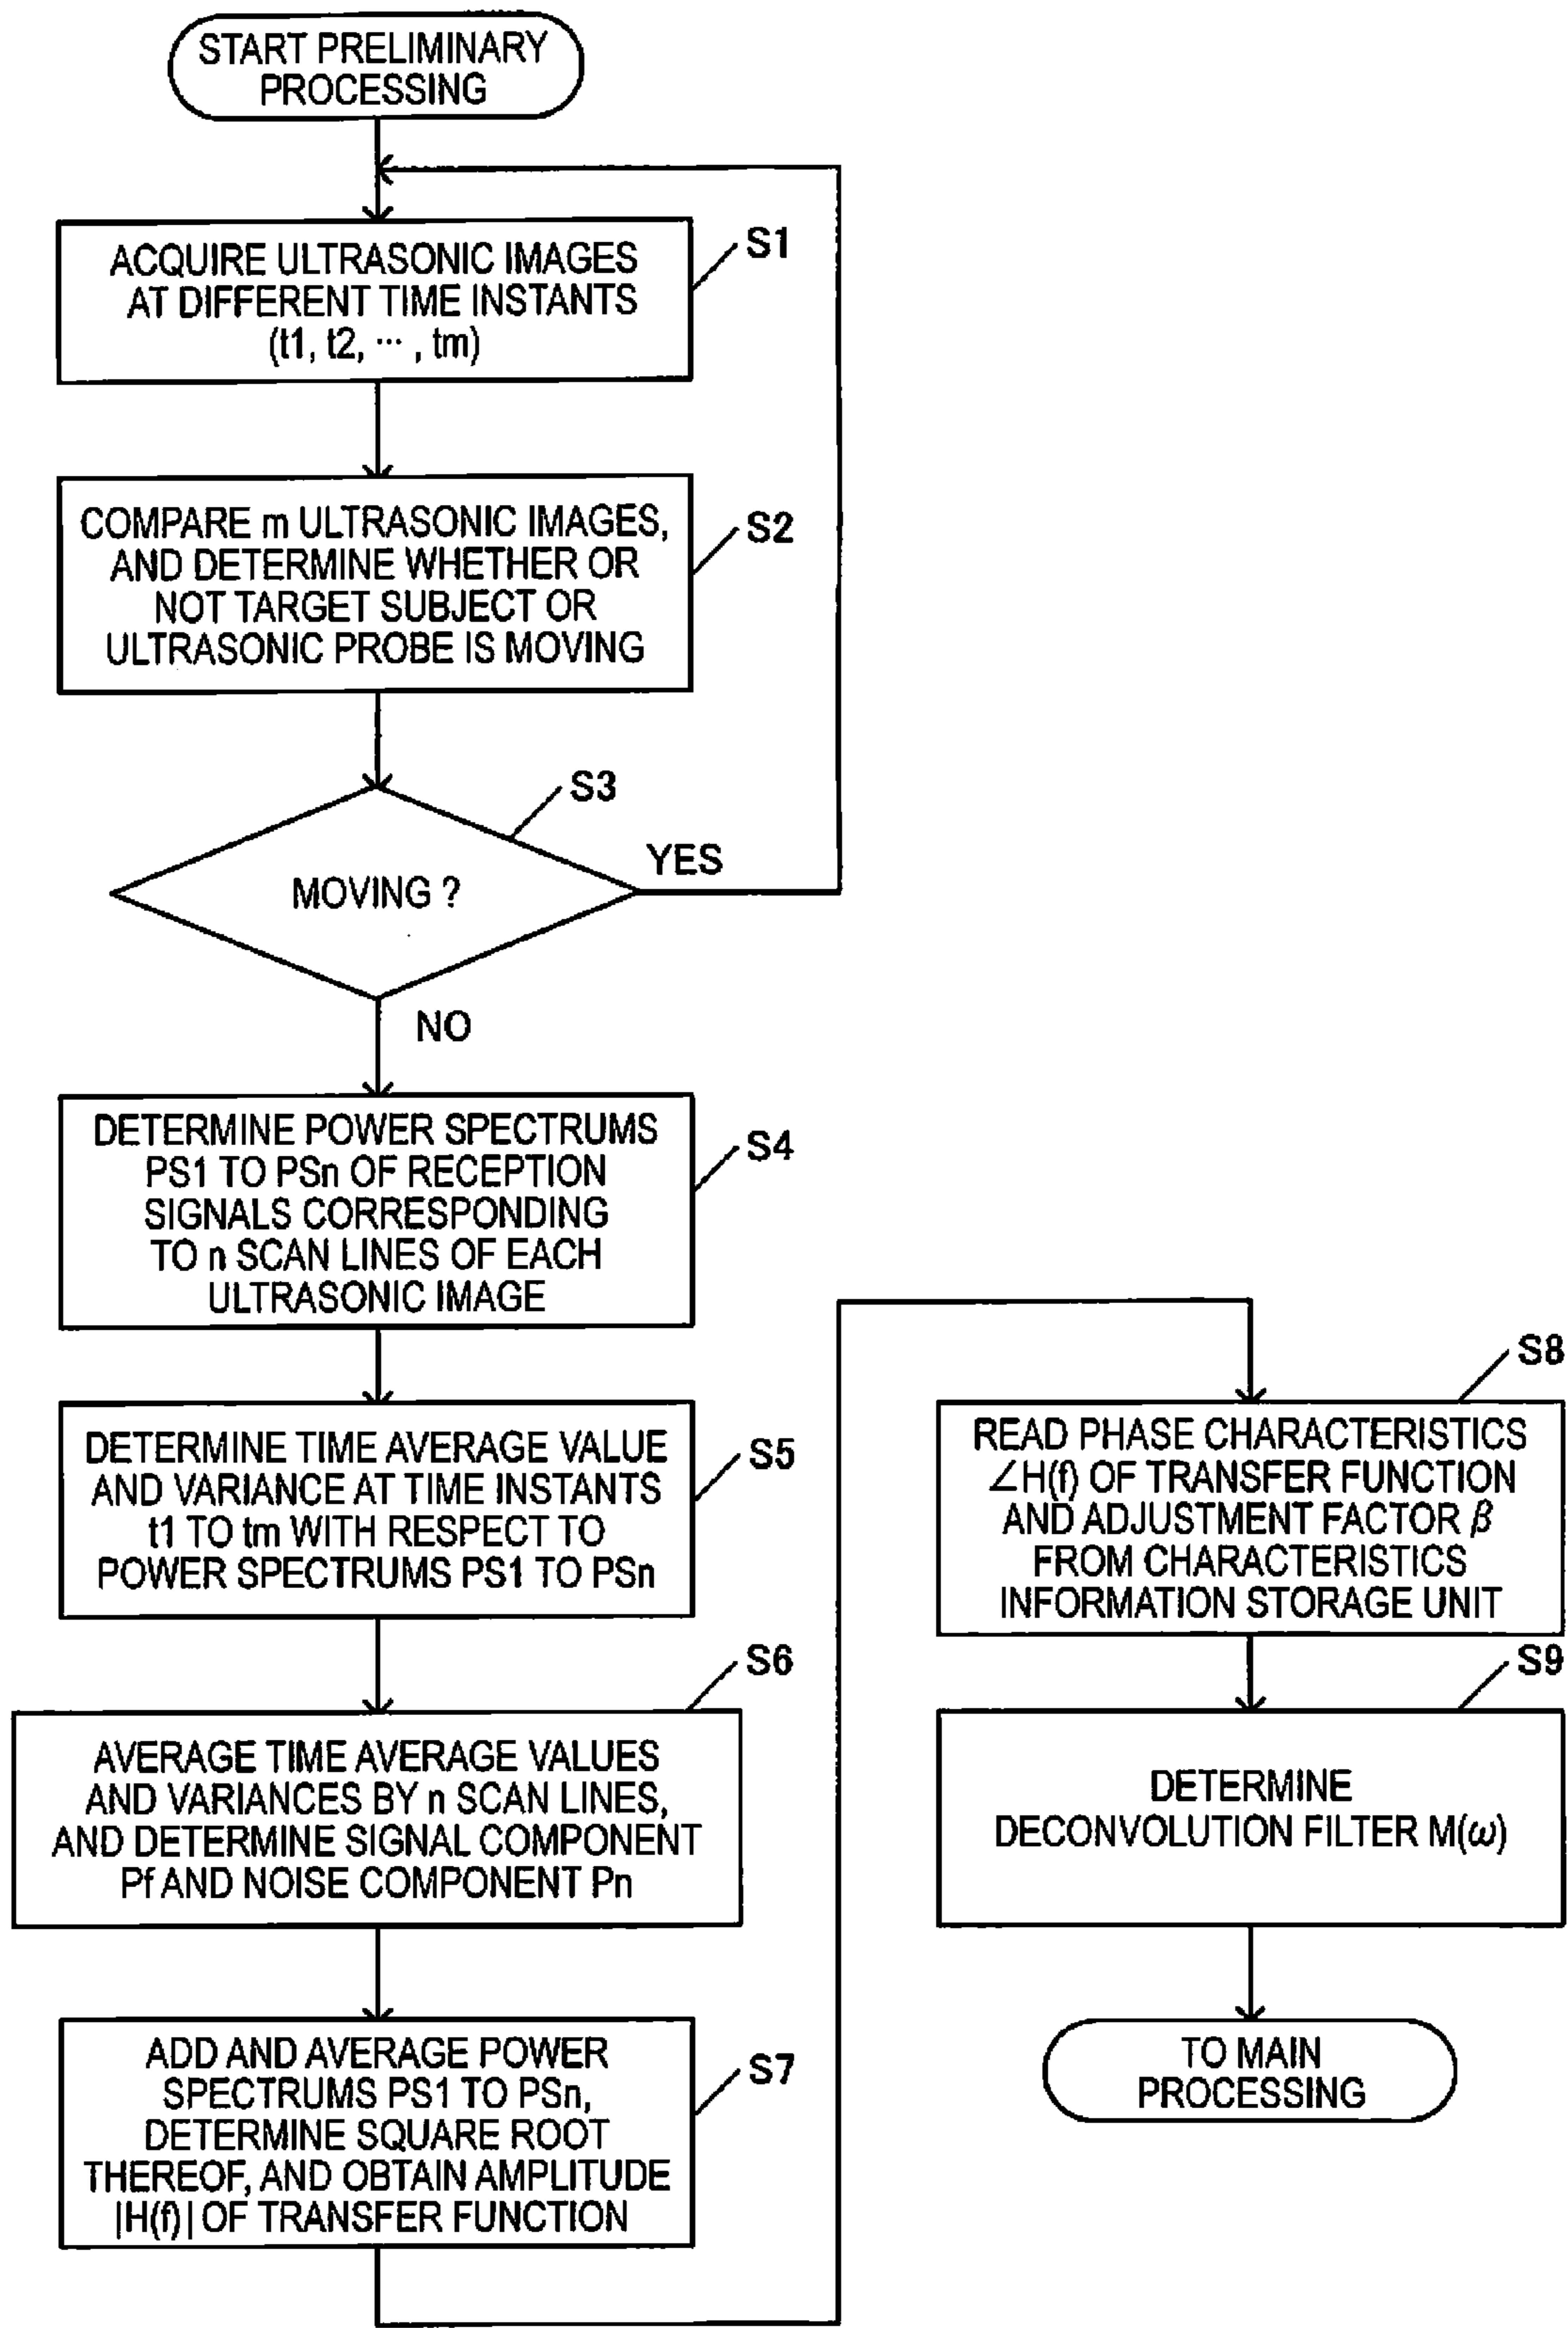 START PRELIMINARY
PROCESSING
ACQUIRE ULTRASONIC IMAGES
AT DIFFERENT TIME INSTANTS
(t1, t2, ··· , tm)
S1
COMPARE m ULTRASONIC IMAGES,
AND DETERMINE WHETHER OR
NOT TARGET SUBJECT OR
ULTRASONIC PROBE IS MOVING
S2
S3
MOVING ?
YES
NO
DETERMINE POWER SPECTRUMS
PS1 TO PSn OF RECEPTION
SIGNALS CORRESPONDING
TO n SCAN LINES OF EACH
ULTRASONIC IMAGE
S4
DETERMINE TIME AVERAGE VALUE
AND VARIANCE AT TIME INSTANTS
t1 TO tm WITH RESPECT TO
POWER SPECTRUMS PS1 TO PSn
S5
S6
AVERAGE TIME AVERAGE VALUES
AND VARIANCES BY n SCAN LINES,
AND DETERMINE SIGNAL COMPONENT
Pf AND NOISE COMPONENT Pn
ADD AND AVERAGE POWER
SPECTRUMS PS1 TO PSn,
DETERMINE SQUARE ROOT
THEREOF, AND OBTAIN AMPLITUDE
|H(f)| OF TRANSFER FUNCTION
S7
S8
READ PHASE CHARACTERISTICS
∠H(f) OF TRANSFER FUNCTION
AND ADJUSTMENT FACTOR β
FROM CHARACTERISTICS
INFORMATION STORAGE UNIT
S9
DETERMINE
DECONVOLUTION FILTER M(ω)
TO MAIN
PROCESSING